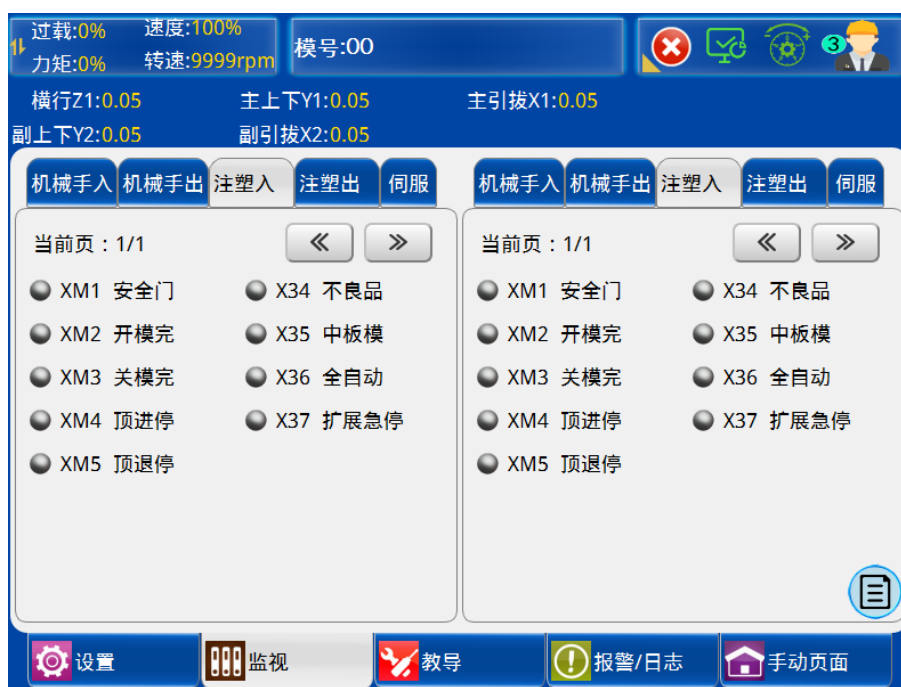 过载:0% 速度:100%
力矩:0% 转速:9999rpm
模号:00
3
横行Z1:0.05 主上下Y1:0.05 主引拔X1:0.05
副上下Y2:0.05 副引拔X2:0.05
机械手入 机械手出 注塑入 注塑出 伺服
当前页：1/1
XM1 安全门 X34 不良品
XM2 开模完 X35 中板模
XM3 关模完 X36 全自动
XM4 顶进停 X37 扩展急停
XM5 顶退停
机械手入 机械手出 注塑入 注塑出 伺服
当前页：1/1
XM1 安全门 X34 不良品
XM2 开模完 X35 中板模
XM3 关模完 X36 全自动
XM4 顶进停 X37 扩展急停
XM5 顶退停
设置 监视 教导 报警/日志 手动页面